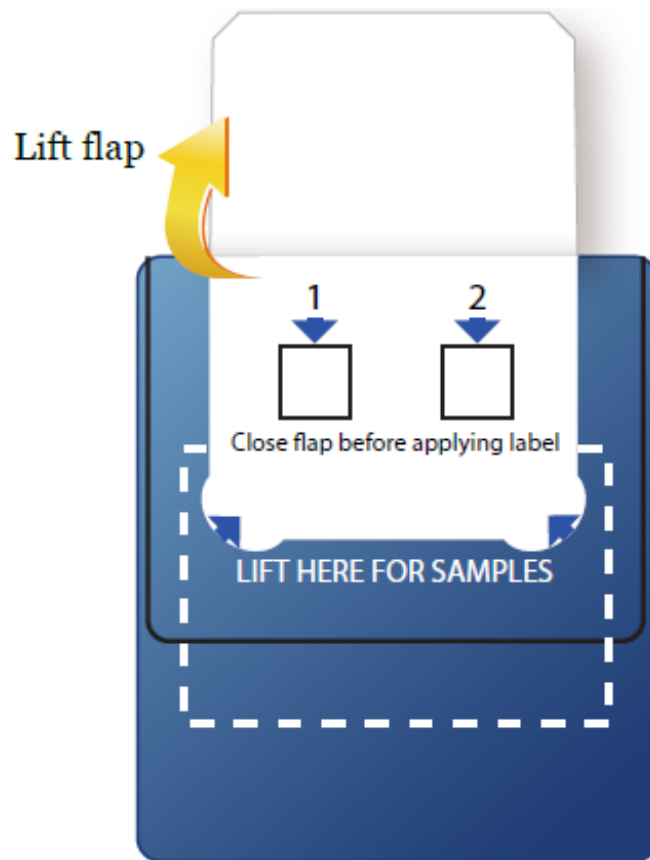 Lift flap
1 2
Close flap before applying label
LIFT HERE FOR SAMPLES